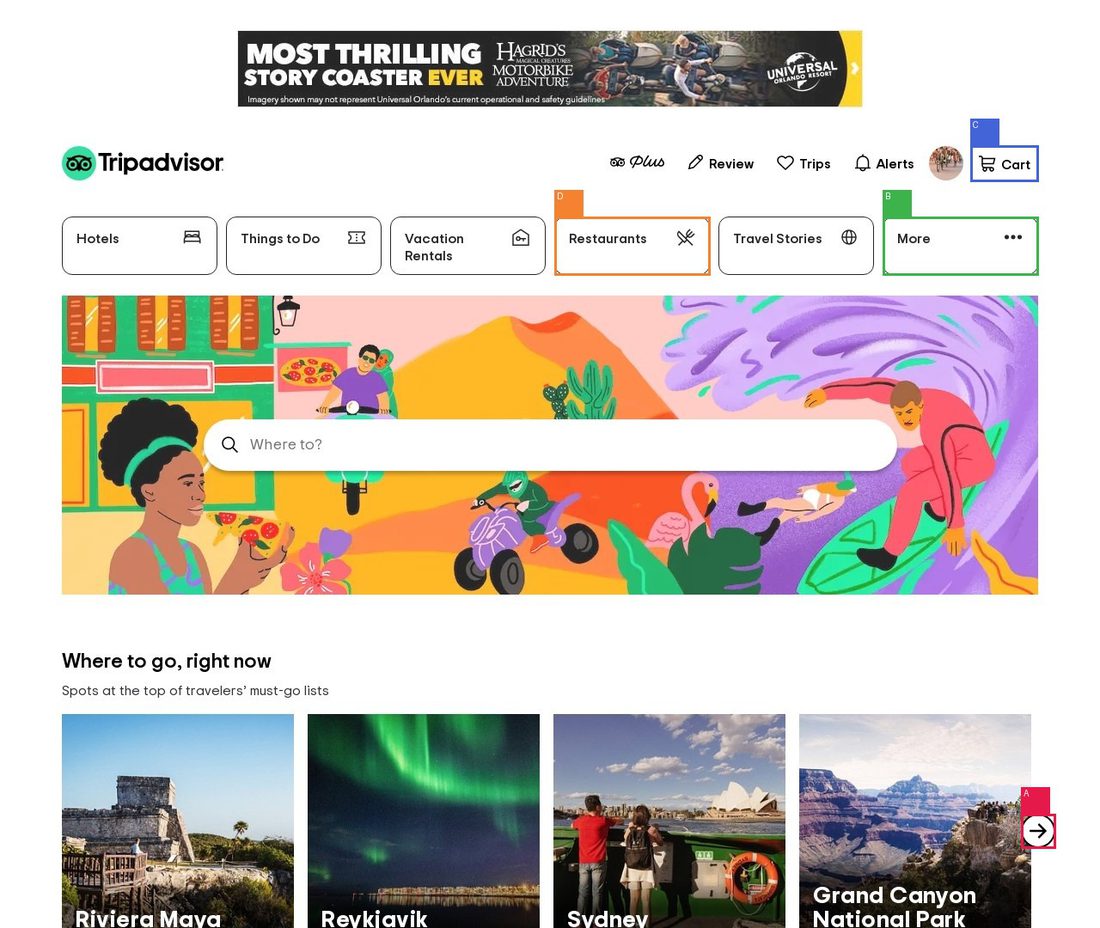 MOST THRILLING
STORY COASTER EVER
HAGRID'S
MAGICAL CREATURES
MOTORBIKE
ADVENTURE
UNIVERSAL
ORLANDO RESORT
Imagery shown may not represent Universal Orlando's current operational and safety guidelines
C
Tripadvisor
Plus
Review
Trips
Alerts
Cart
D
B
Hotels
Things to Do
Vacation
Rentals
Restaurants
Travel Stories
More
Where to?
Where to go, right now
Spots at the top of travelers’ must-go lists
A
Riviera Maya
Reykjavik
Sydney
Grand Canyon
National Park